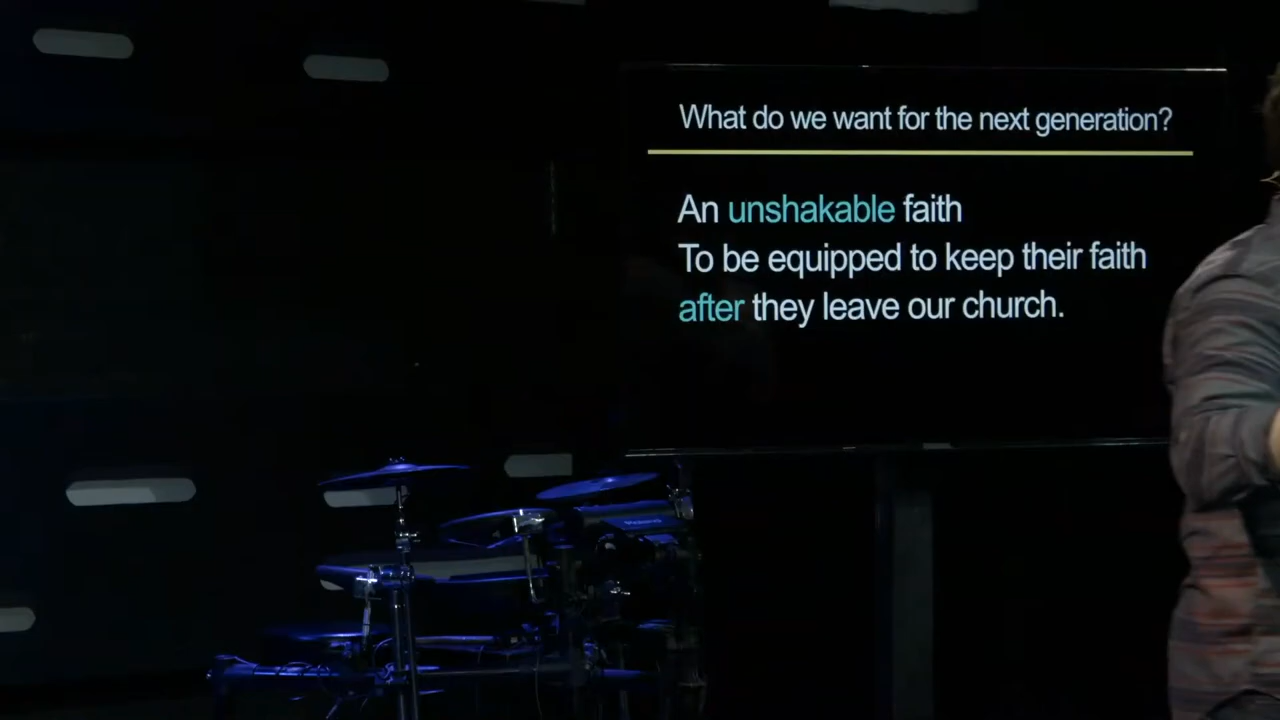 What do we want for the next generation?
An unshakable faith
To be equipped to keep their faith
after they leave our church.
Roland